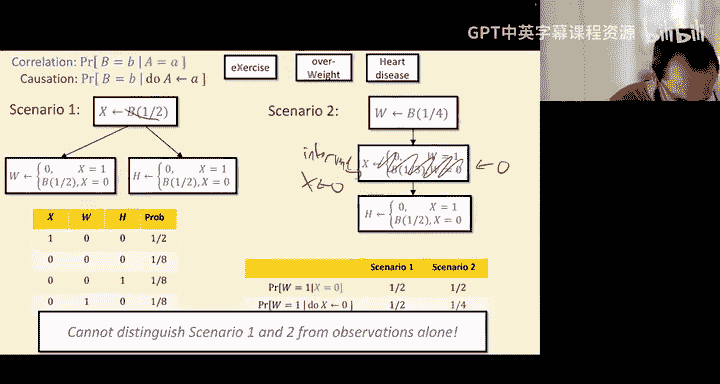 GPT中英字幕课程资源
bilibili
Correlation: Pr[ B = b | A = a ]
Causation: Pr[ B = b | do A ← a ]
eXercise
over-
Weight
Heart
disease
Scenario 1:
X ← B(1/2)
Scenario 2:
W ← B(1/4)
W ← { 0, X = 1
B(1/2), X = 0
H ← { 0, X = 1
B(1/2), X = 0
X ← { 0, W = 1
W = 0
← 0
X ← 0
H ← { 0, X = 1
B(1/2), X = 0
X W H Prob
1 0 0 1/2
0 0 0 1/8
0 0 1 1/8
0 1 0 1/8
Scenario 1 Scenario 2
Pr[W = 1|X = 0] 1/2 1/2
Pr[W = 1 | do X ← 0 ] 1/2 1/4
Cannot distinguish Scenario 1 and 2 from observations alone!